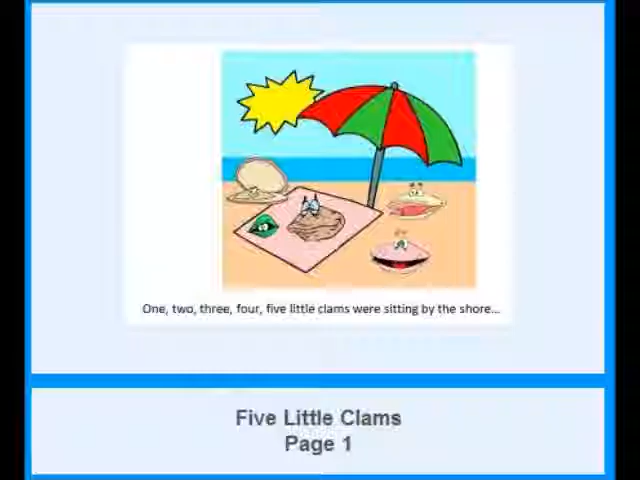 One, two, three, four, five little clams were sitting by the shore...
Five Little Clams
Page 1